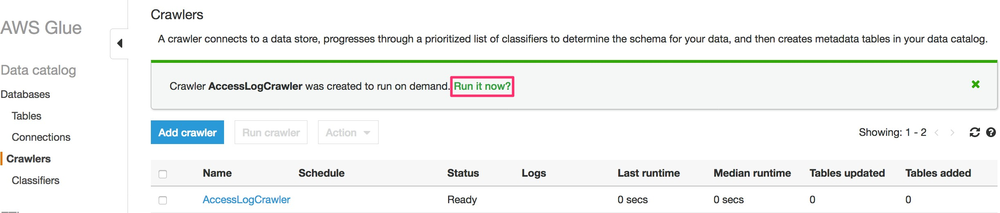 AWS Glue
Data catalog
Databases
Tables
Connections
Crawlers
Classifiers
Crawlers
A crawler connects to a data store, progresses through a prioritized list of classifiers to determine the schema for your data, and then creates metadata tables in your data catalog.
Crawler AccessLogCrawler was created to run on demand. Run it now?
Add crawler Run crawler Action Showing: 1 - 2
Name Schedule Status Logs Last runtime Median runtime Tables updated Tables added
AccessLogCrawler Ready 0 secs 0 secs 0 0